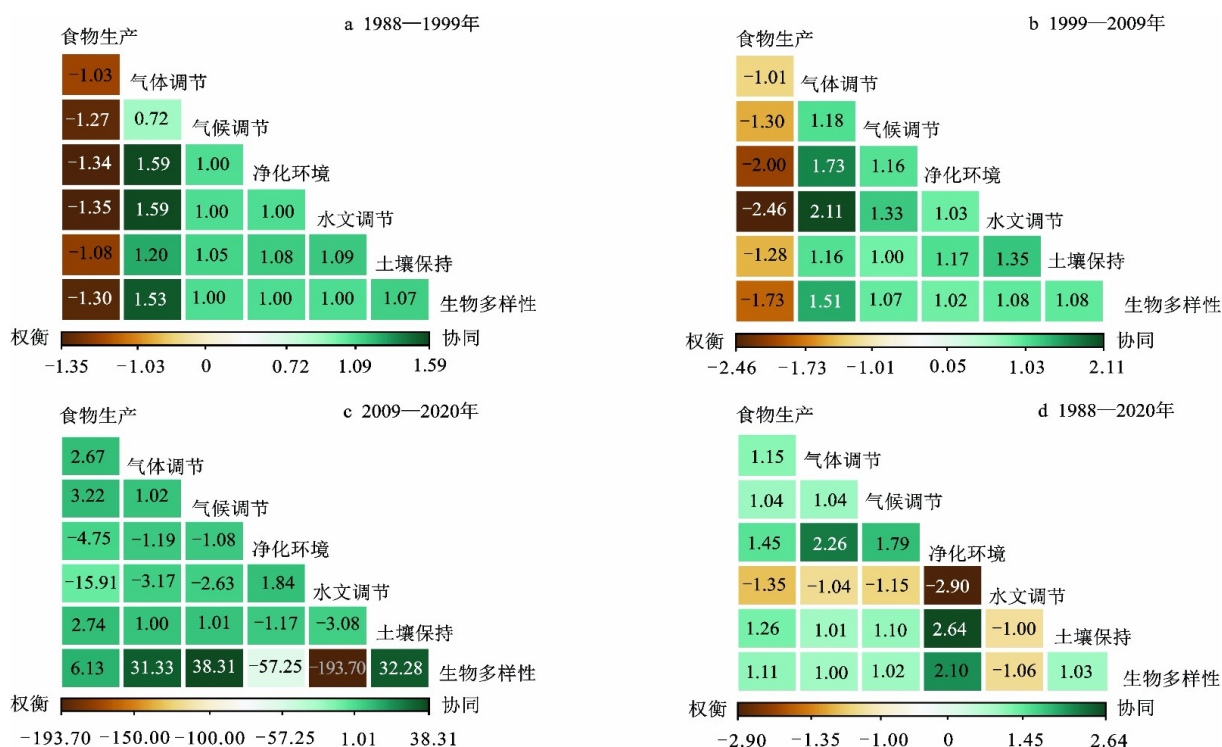 a 1988—1999年
食物生产
−1.03 气体调节
−1.27 0.72 气候调节
−1.34 1.59 1.00 净化环境
−1.35 1.59 1.00 1.00 水文调节
−1.08 1.20 1.05 1.08 1.09 土壤保持
−1.30 1.53 1.00 1.00 1.00 1.07 生物多样性
权衡 协同
−1.35 −1.03 0 0.72 1.09 1.59
b 1999—2009年
食物生产
−1.01 气体调节
−1.30 1.18 气候调节
−2.00 1.73 1.16 净化环境
−2.46 2.11 1.33 1.03 水文调节
−1.28 1.16 1.00 1.17 1.35 土壤保持
−1.73 1.51 1.07 1.02 1.08 1.08 生物多样性
权衡 协同
−2.46 −1.73 −1.01 0.05 1.03 2.11
c 2009—2020年
食物生产
2.67 气体调节
3.22 1.02 气候调节
−4.75 −1.19 −1.08 净化环境
−15.91 −3.17 −2.63 1.84 水文调节
2.74 1.00 1.01 −1.17 −3.08 土壤保持
6.13 31.33 38.31 −57.25 −193.70 32.28 生物多样性
权衡 协同
−193.70 −150.00 −100.00 −57.25 1.01 38.31
d 1988—2020年
食物生产
1.15 气体调节
1.04 1.04 气候调节
1.45 2.26 1.79 净化环境
−1.35 −1.04 −1.15 −2.90 水文调节
1.26 1.01 1.10 2.64 −1.00 土壤保持
1.11 1.00 1.02 2.10 −1.06 1.03 生物多样性
权衡 协同
−2.90 −1.35 −1.00 0 1.45 2.64